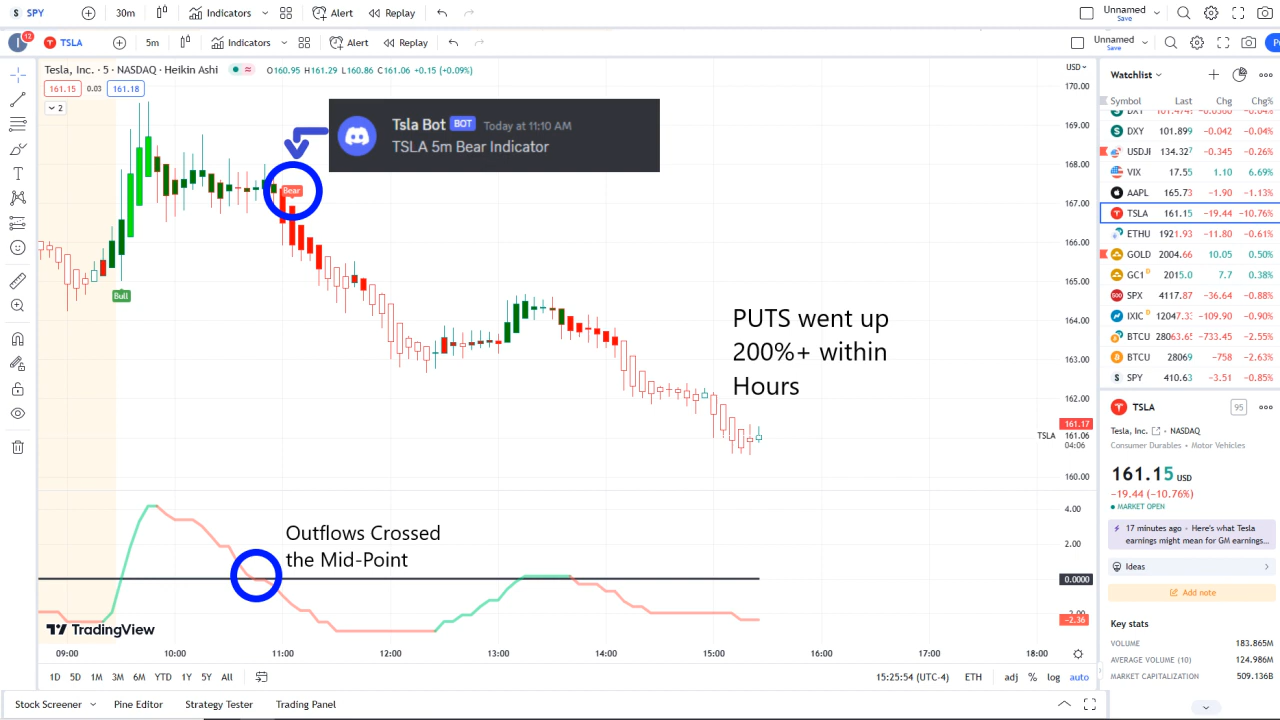 SPY
30m
Indicators
Alert
Replay
Unnamed
Save
12
TSLA
5m
Indicators
Alert
Replay
Unnamed
Save
Tesla, Inc. · 5 · NASDAQ · Heikin Ashi
O160.95 H161.29 L160.86 C161.06 +0.15 (+0.09%)
161.15 0.03 161.18
2
USD
170.00
169.00
168.00
167.00
166.00
165.00
164.00
163.00
162.00
161.17
TSLA 161.06
04:06
160.00
Tsla Bot BOT Today at 11:10 AM
TSLA 5m Bear Indicator
Bear
Bull
PUTS went up
200%+ within
Hours
Outflows Crossed
the Mid-Point
4.00
2.00
0.0000
-2.36
TradingView
09:00 10:00 11:00 12:00 13:00 14:00 15:00 16:00 17:00 18:00
1D 5D 1M 3M 6M YTD 1Y 5Y All
15:25:54 (UTC-4) ETH adj % log auto
Stock Screener Pine Editor Strategy Tester Trading Panel
Watchlist
Symbol Last Chg Chg%
DXY 101.899 -0.042 -0.04%
USDJI 134.327 -0.345 -0.26%
VIX 17.55 1.10 6.69%
AAPL 165.73 -1.90 -1.13%
TSLA 161.15 -19.44 -10.76%
ETHU 1921.93 -11.80 -0.61%
GOLD 2004.66 10.05 0.50%
GC1 2015.0 7.7 0.38%
SPX 4117.87 -36.64 -0.88%
IXIC 12047.3 -109.90 -0.90%
BTCU 28063.6 -733.45 -2.55%
BTCU 28069 -758 -2.63%
SPY 410.63 -3.51 -0.85%
TSLA
95
Tesla, Inc. · NASDAQ
Consumer Durables • Motor Vehicles
161.15 USD
-19.44 (-10.76%)
MARKET OPEN
17 minutes ago · Here's what Tesla
earnings might mean for GM earnings...
Ideas
Add note
Key stats
VOLUME 183.865M
AVERAGE VOLUME (10) 124.986M
MARKET CAPITALIZATION 509.136B